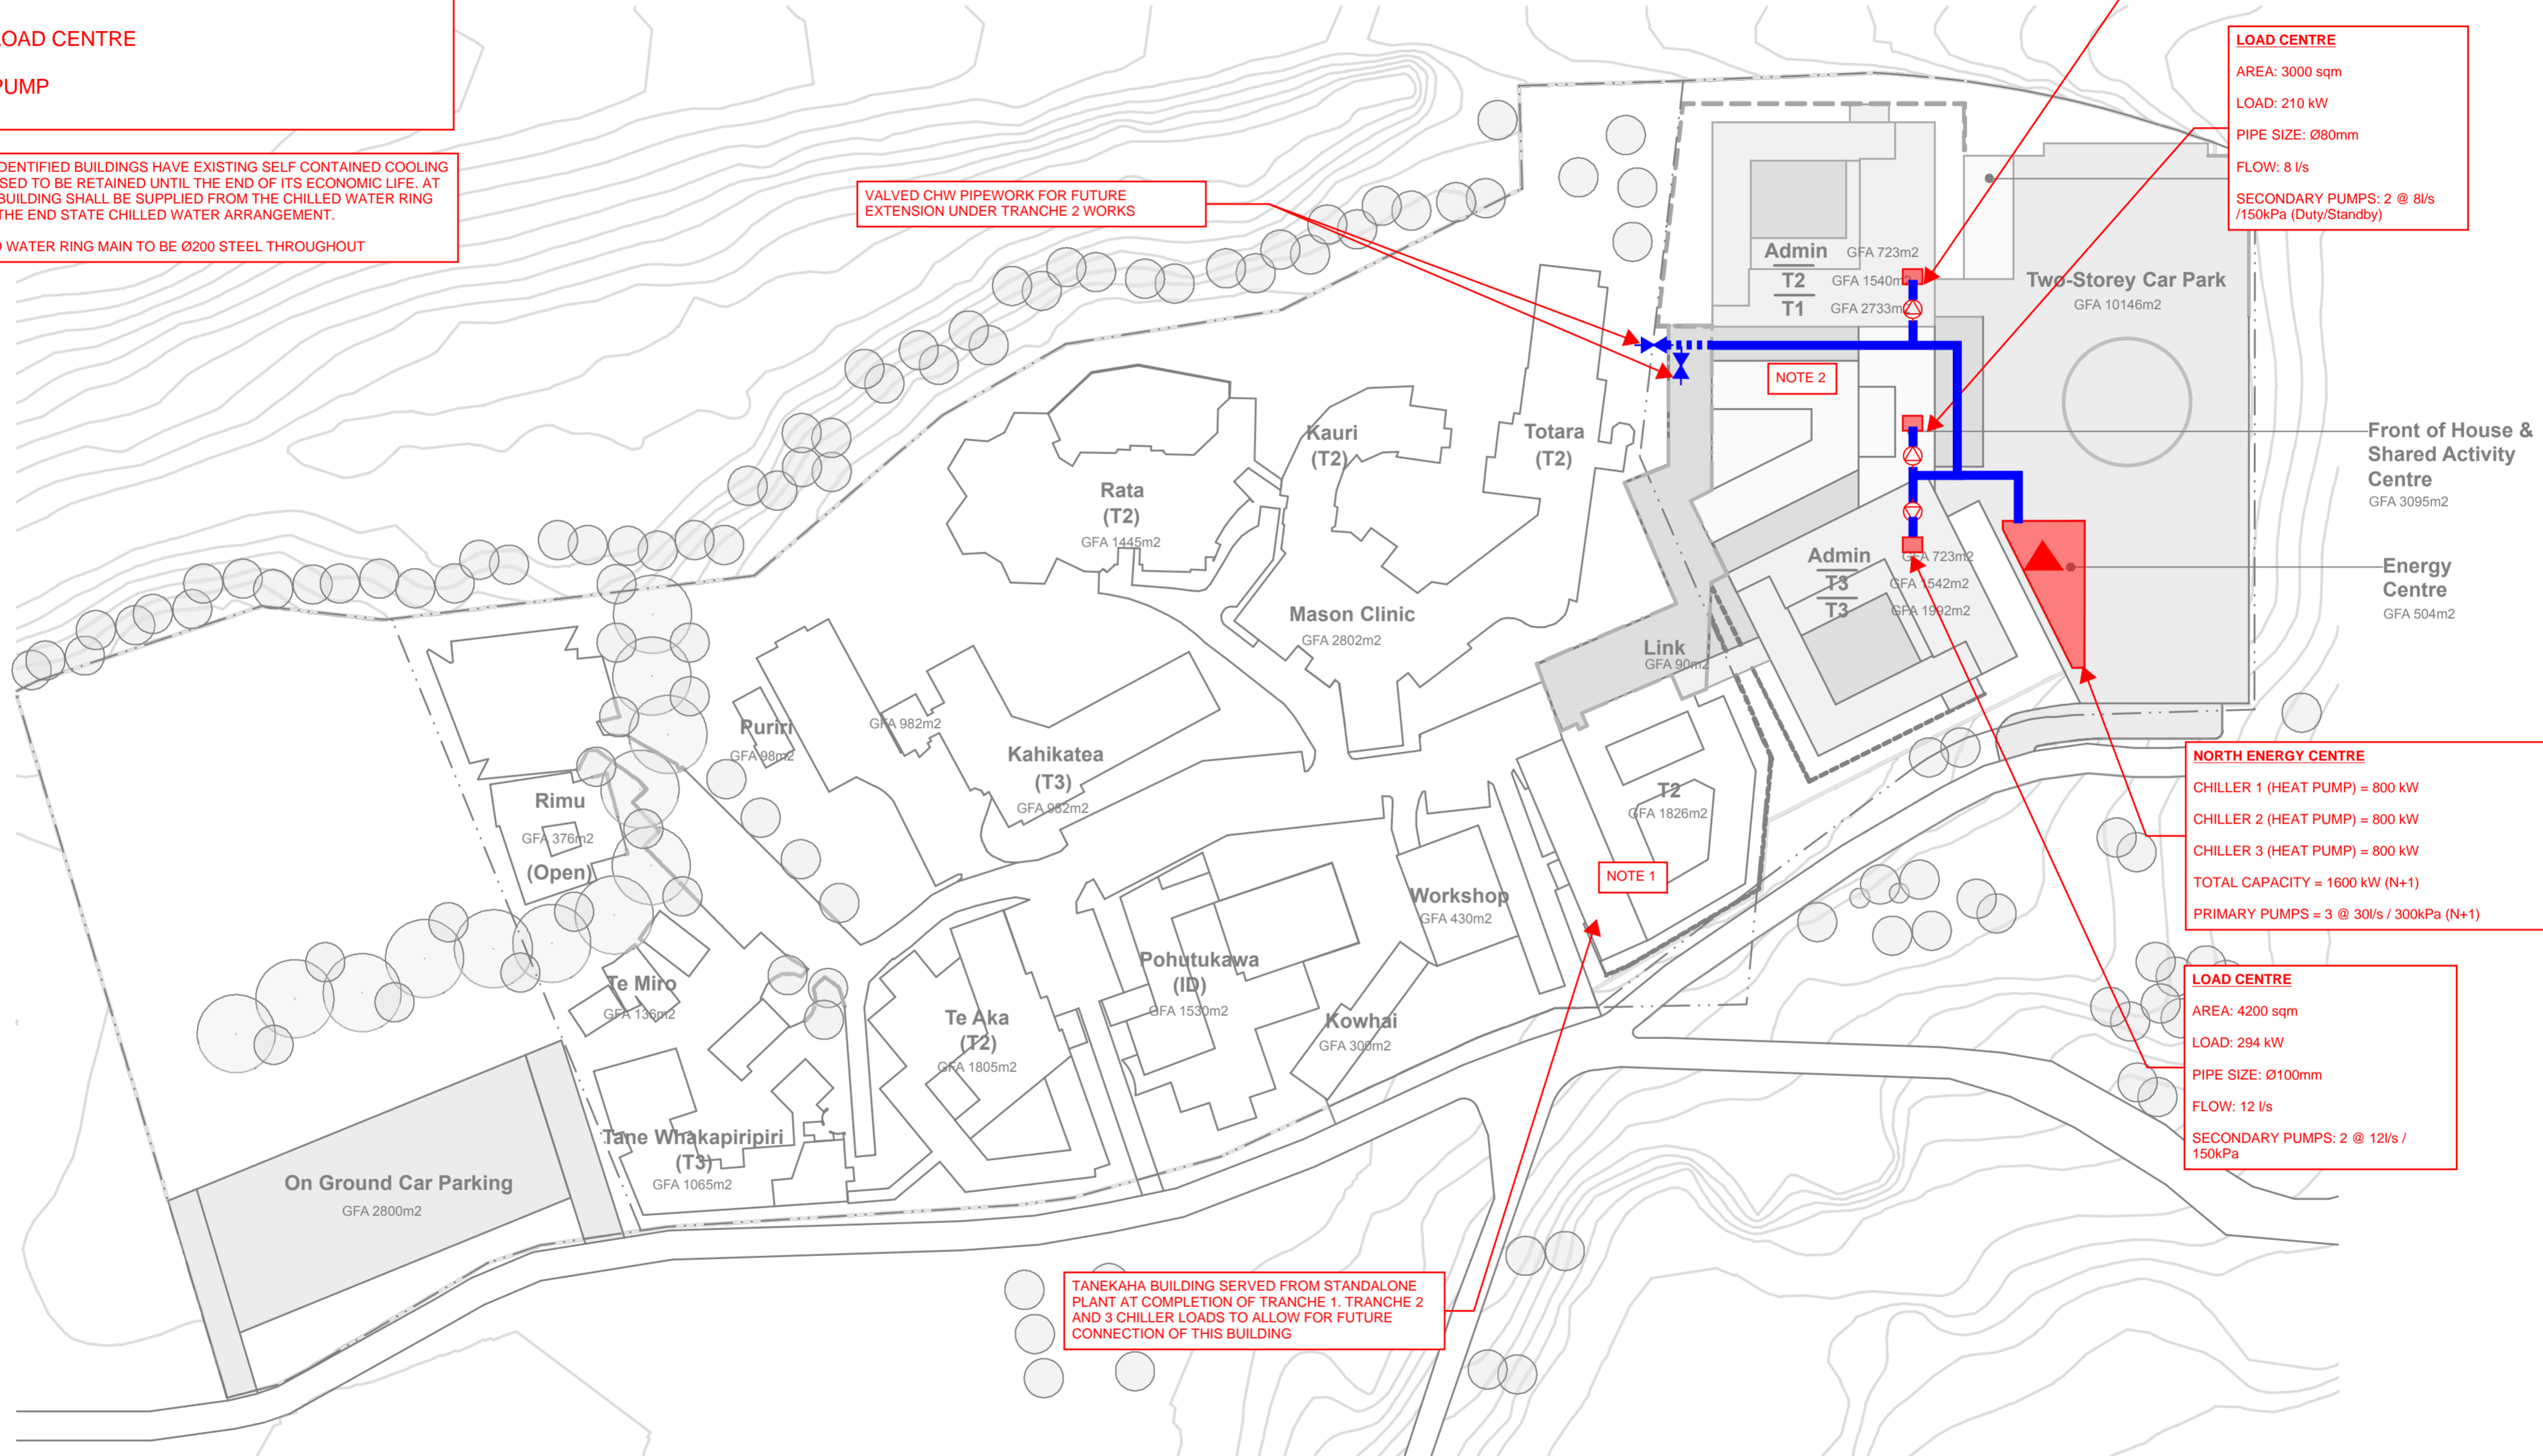 LOAD CENTRE
PUMP
DENTIFIED BUILDINGS HAVE EXISTING SELF CONTAINED COOLING
SED TO BE RETAINED UNTIL THE END OF ITS ECONOMIC LIFE. AT
BUILDING SHALL BE SUPPLIED FROM THE CHILLED WATER RING
THE END STATE CHILLED WATER ARRANGEMENT.
WATER RING MAIN TO BE Ø200 STEEL THROUGHOUT
VALVED CHW PIPEWORK FOR FUTURE
EXTENSION UNDER TRANCHE 2 WORKS
LOAD CENTRE
AREA: 3000 sqm
LOAD: 210 kW
PIPE SIZE: Ø80mm
FLOW: 8 l/s
SECONDARY PUMPS: 2 @ 8l/s
/150kPa (Duty/Standby)
Admin GFA 723m2
T2 GFA 1540m2
T1 GFA 2733m2
Two-Storey Car Park
GFA 10146m2
NOTE 2
Front of House &
Shared Activity
Centre
GFA 3095m2
Kauri
(T2)
Totara
(T2)
Rata
(T2)
GFA 1445m2
Admin GFA 723m2
T3 GFA 1542m2
T3 GFA 1992m2
Energy
Centre
GFA 504m2
Mason Clinic
GFA 2802m2
Link
GFA 90m2
Puriri
GFA 98m2
GFA 982m2
Kahikatea
(T3)
GFA 982m2
Rimu
GFA 376m2
(Open)
T2
GFA 1826m2
NORTH ENERGY CENTRE
CHILLER 1 (HEAT PUMP) = 800 kW
CHILLER 2 (HEAT PUMP) = 800 kW
CHILLER 3 (HEAT PUMP) = 800 kW
TOTAL CAPACITY = 1600 kW (N+1)
PRIMARY PUMPS = 3 @ 30l/s / 300kPa (N+1)
NOTE 1
Workshop
GFA 430m2
Te Miro
GFA 136m2
Te Aka
(T2)
GFA 1805m2
Pohutukawa
(ID)
GFA 1530m2
Kowhai
GFA 300m2
LOAD CENTRE
AREA: 4200 sqm
LOAD: 294 kW
PIPE SIZE: Ø100mm
FLOW: 12 l/s
SECONDARY PUMPS: 2 @ 12l/s /
150kPa
Tane Whakapiripiri
(T3)
GFA 1065m2
On Ground Car Parking
GFA 2800m2
TANEKAHA BUILDING SERVED FROM STANDALONE
PLANT AT COMPLETION OF TRANCHE 1. TRANCHE 2
AND 3 CHILLER LOADS TO ALLOW FOR FUTURE
CONNECTION OF THIS BUILDING